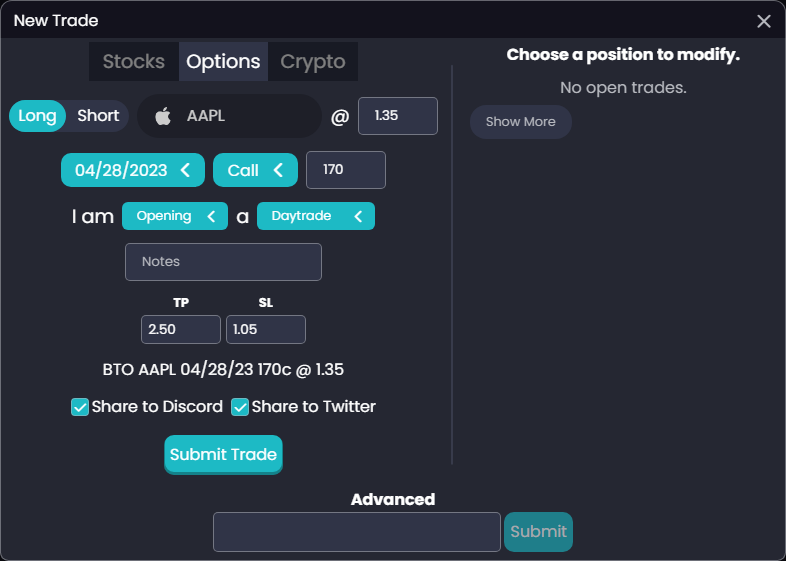 New Trade
Stocks Options Crypto
Long Short AAPL @ 1.35
04/28/2023 Call 170
I am Opening a Daytrade
Notes
TP SL
2.50 1.05
BTO AAPL 04/28/23 170c @ 1.35
Share to Discord Share to Twitter
Submit Trade
Choose a position to modify.
No open trades.
Show More
Advanced
Submit